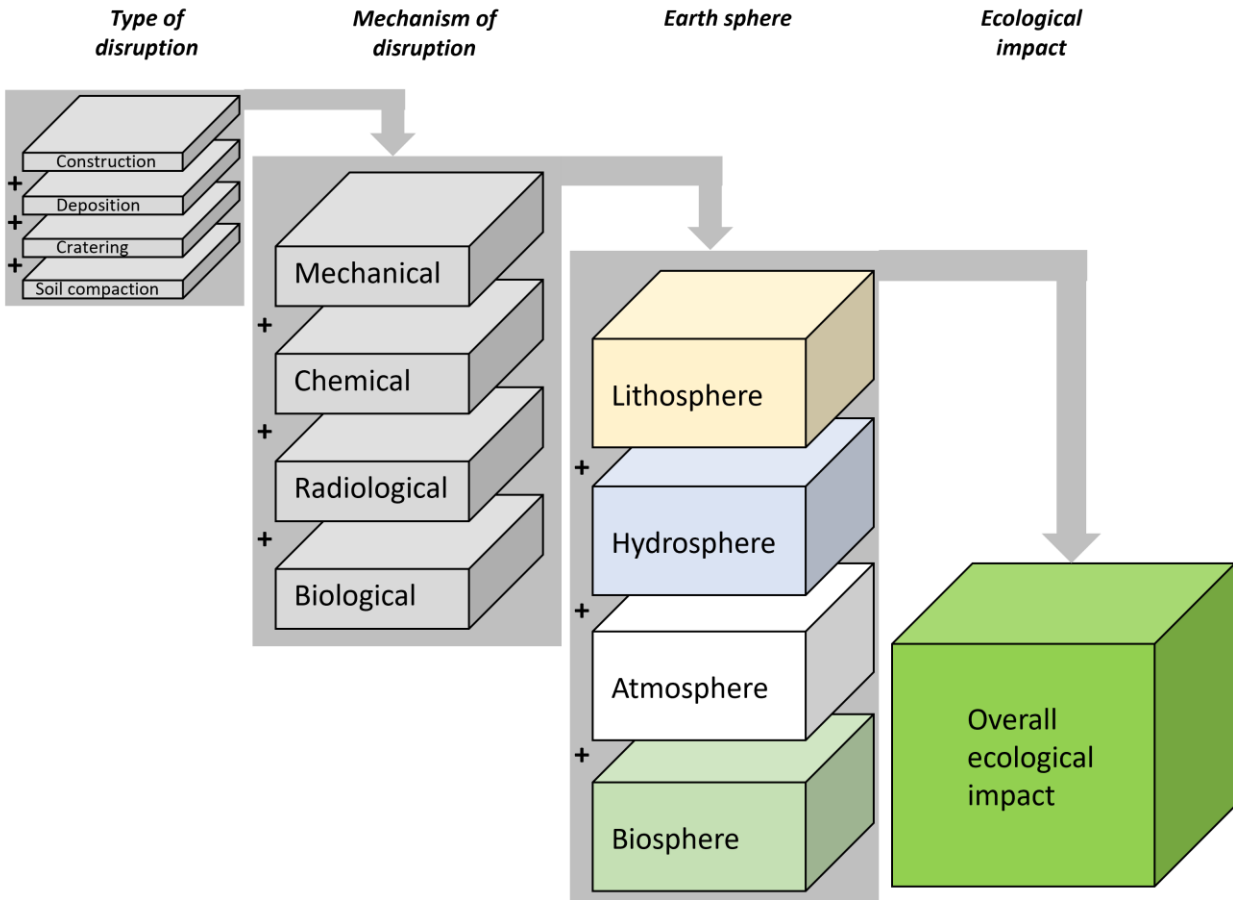 Type of
disruption
Mechanism of
disruption
Earth sphere
Ecological
impact
Construction
+
Deposition
+
Cratering
+
Soil compaction
Mechanical
+
Chemical
+
Radiological
+
Biological
Lithosphere
+
Hydrosphere
+
Atmosphere
+
Biosphere
Overall
ecological
impact